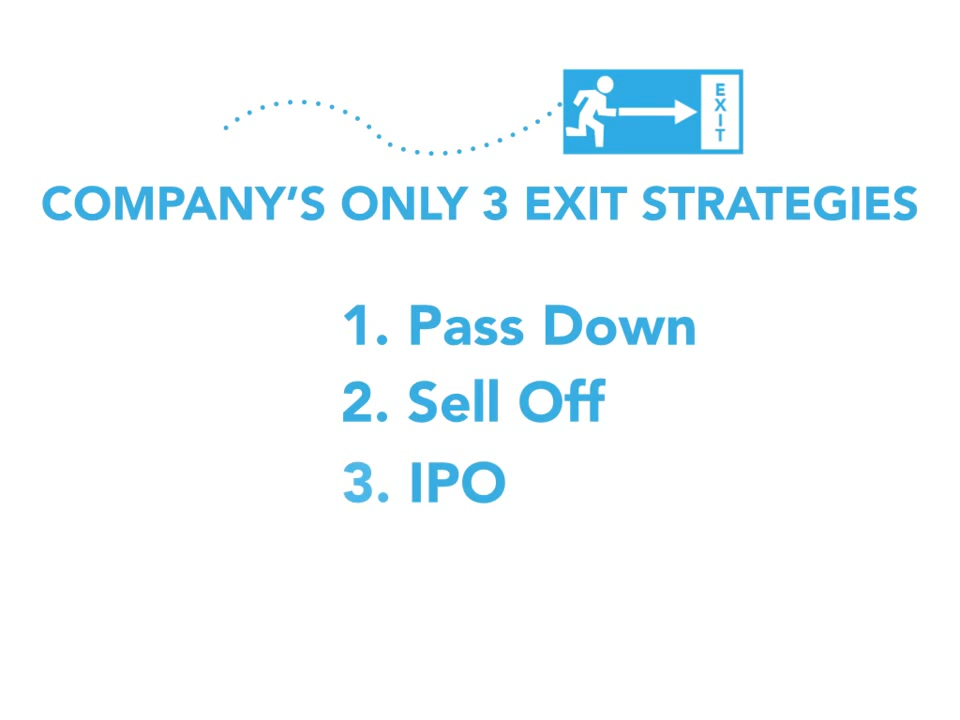 EXIT
COMPANY'S ONLY 3 EXIT STRATEGIES
1. Pass Down
2. Sell Off
3. IPO